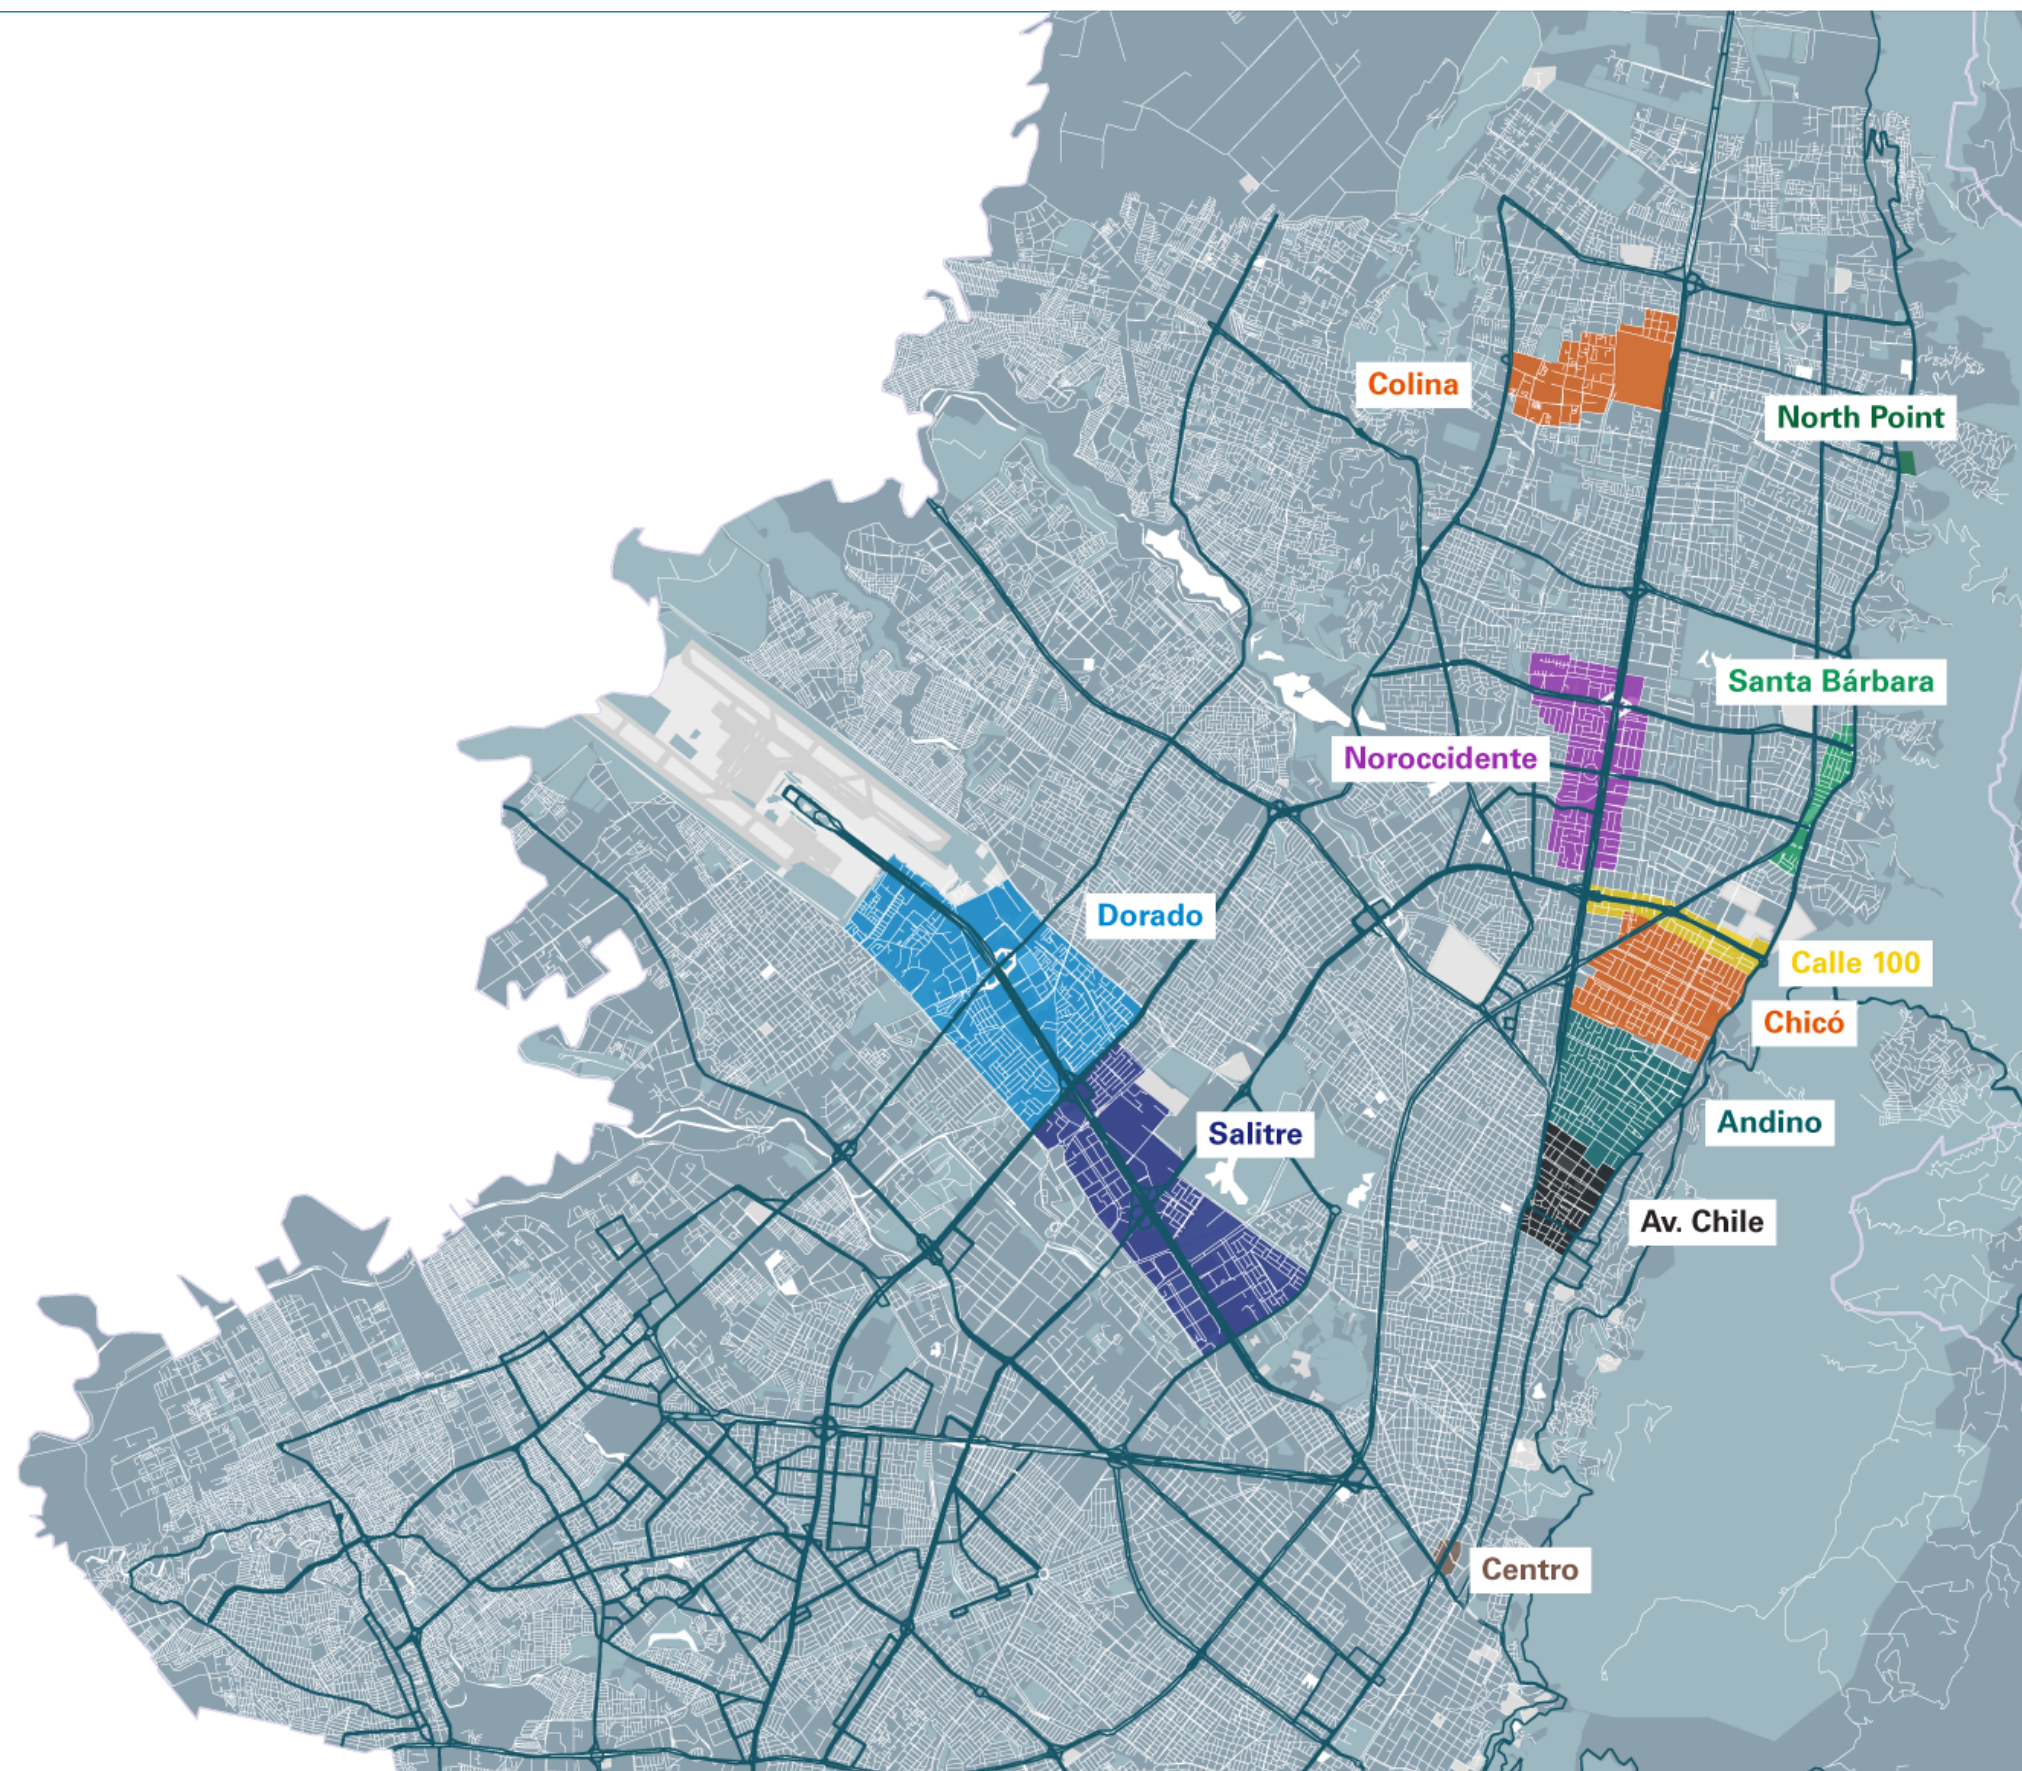 Colina
North Point
Santa Bárbara
Noroccidente
Dorado
Calle 100
Chicó
Andino
Salitre
Av. Chile
Centro